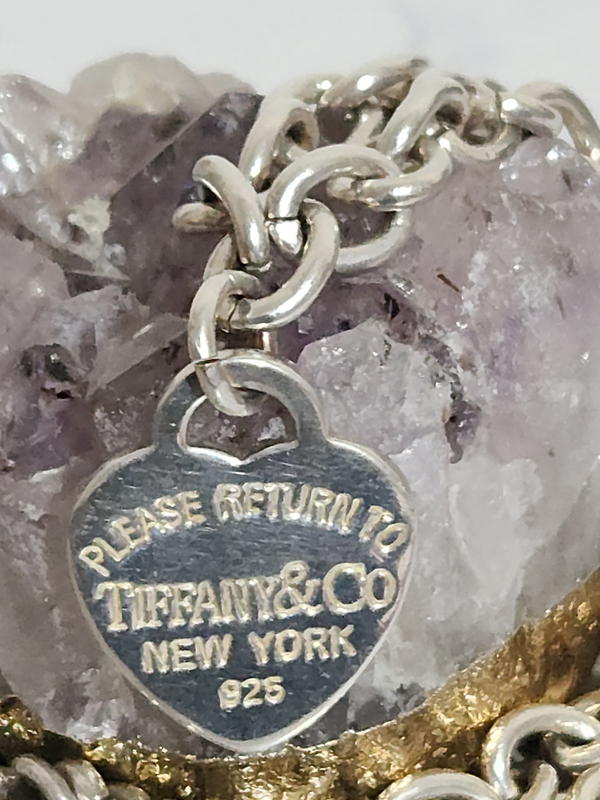 PLEASE RETURN TO
TIFFANY & CO
NEW YORK
925